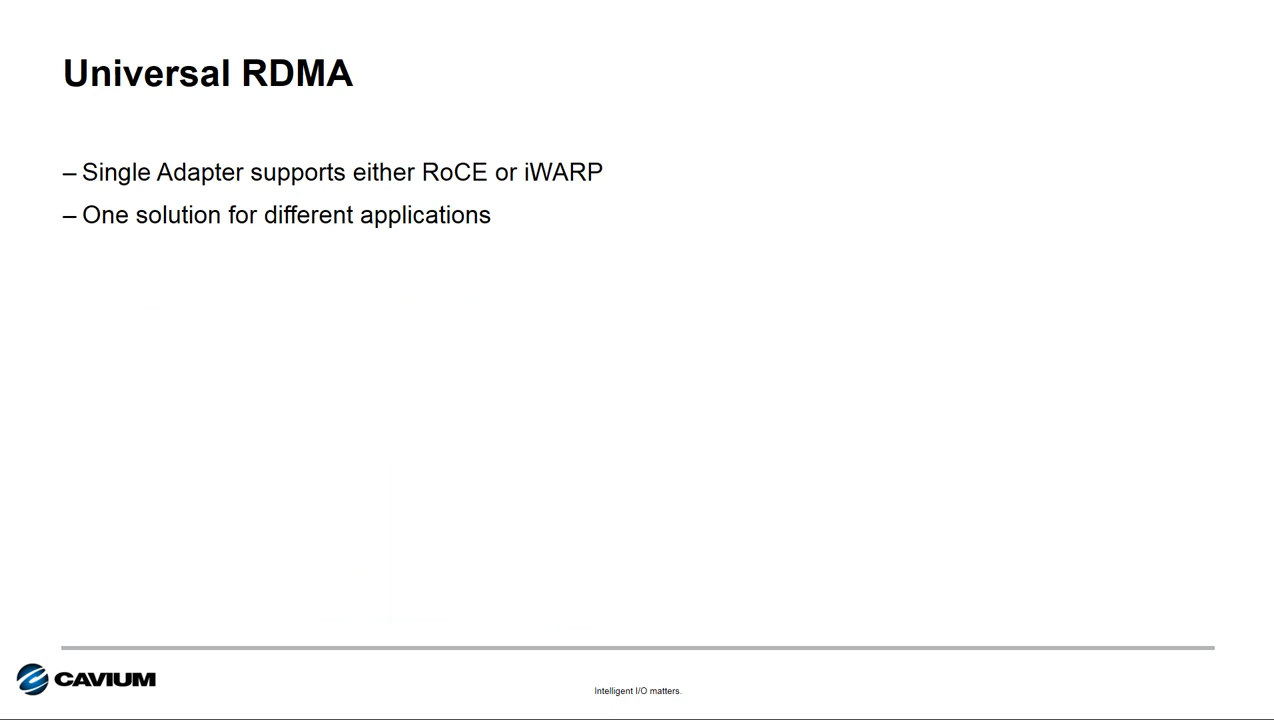 Universal RDMA
– Single Adapter supports either RoCE or iWARP
– One solution for different applications
CAVIUM
Intelligent I/O matters.